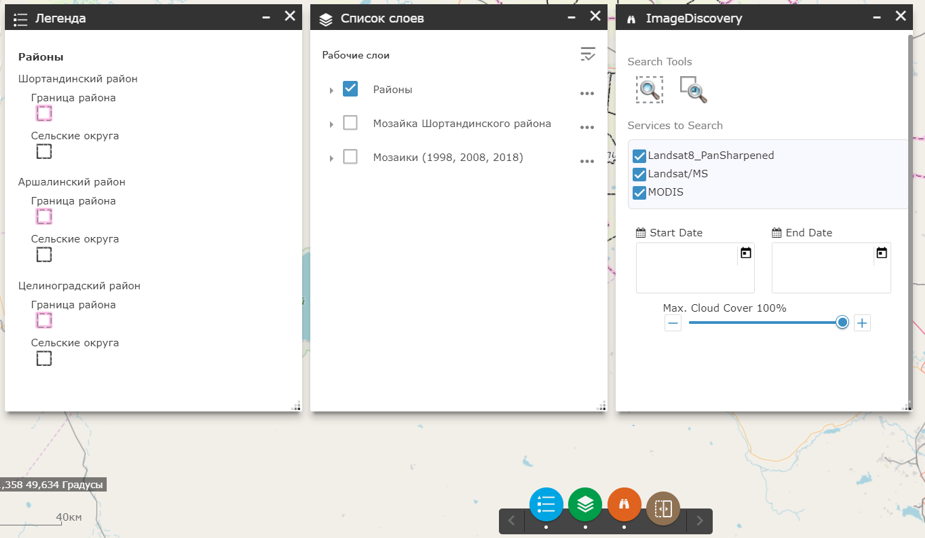 Легенда
Районы
Шортандинский район
Граница района
Сельские округа
Аршалинский район
Граница района
Сельские округа
Целиноградский район
Граница района
Сельские округа
Список слоев
Рабочие слои
Районы
Мозайка Шортандинского района
Мозаики (1998, 2008, 2018)
ImageDiscovery
Search Tools
Services to Search
Landsat8_PanSharpened
Landsat/MS
MODIS
Start Date
End Date
Max. Cloud Cover 100%
,358 49,634 Градусы
40км